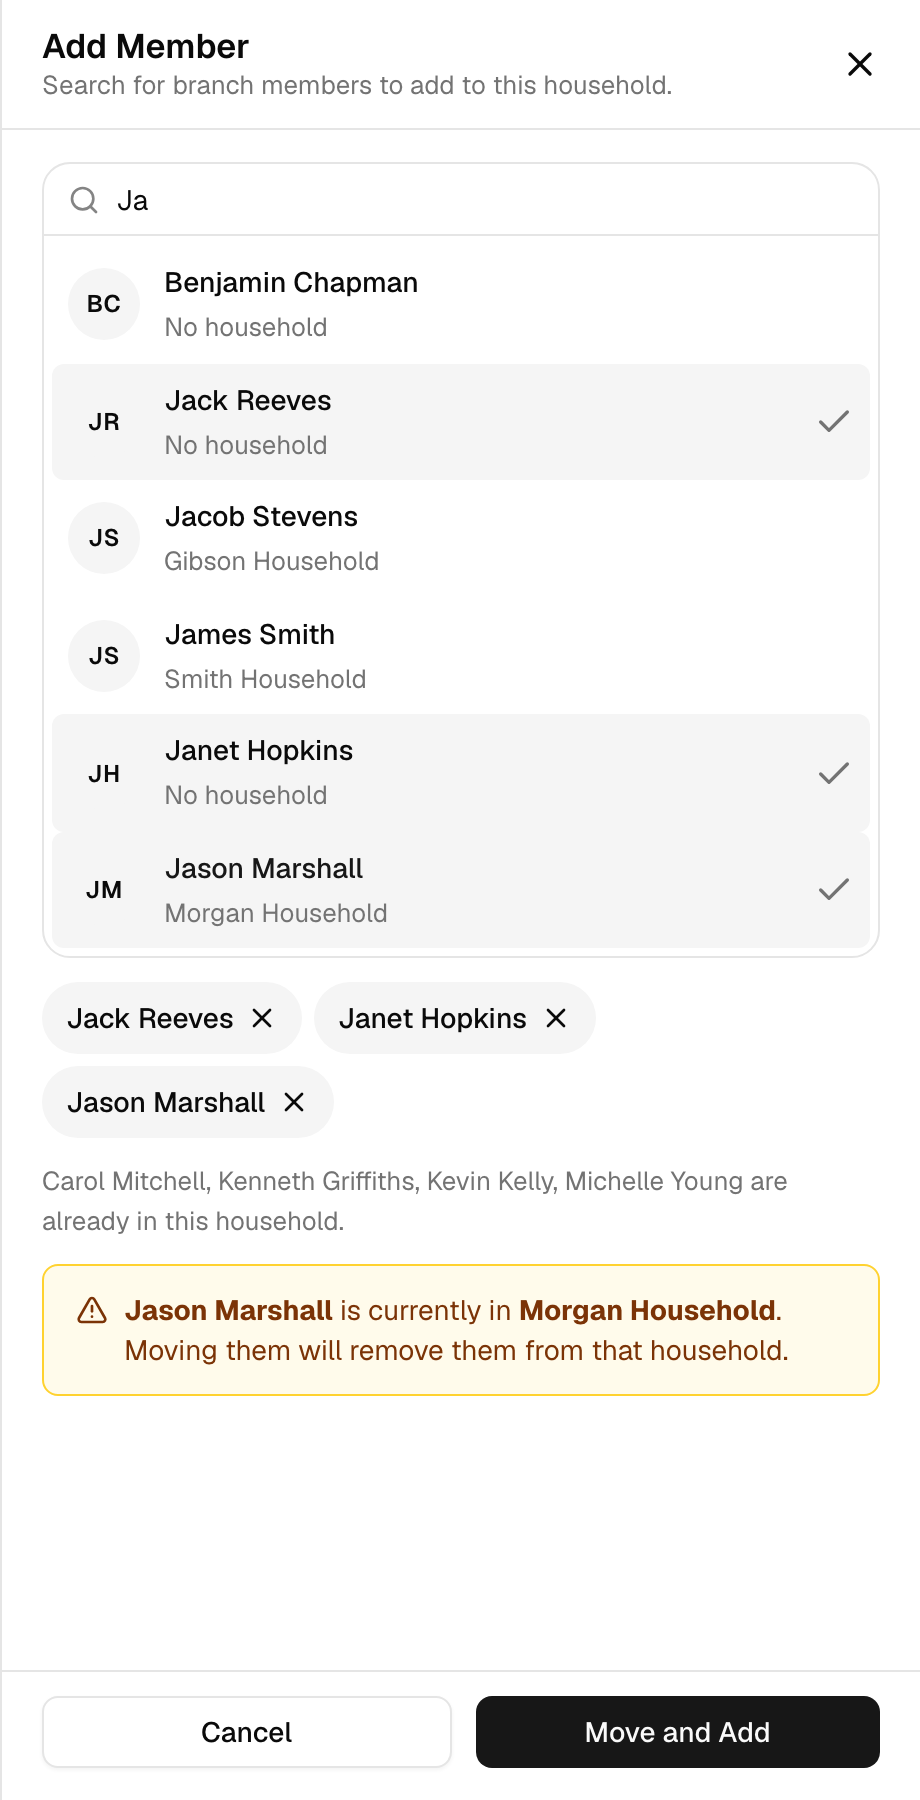 Add Member
Search for branch members to add to this household.
Ja
BC
Benjamin Chapman
No household
JR
Jack Reeves
No household
JS
Jacob Stevens
Gibson Household
JS
James Smith
Smith Household
JH
Janet Hopkins
No household
JM
Jason Marshall
Morgan Household
Jack Reeves
Janet Hopkins
Jason Marshall
Carol Mitchell, Kenneth Griffiths, Kevin Kelly, Michelle Young are
already in this household.
Jason Marshall is currently in Morgan Household.
Moving them will remove them from that household.
Cancel
Move and Add